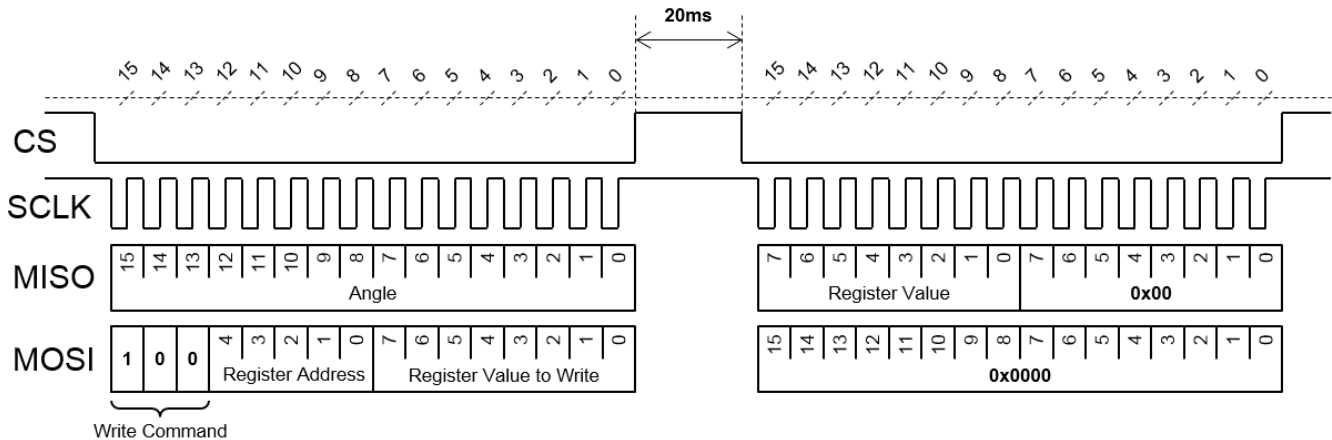 20ms
15 14 13 12 11 10 9 8 7 6 5 4 3 2 1 0 15 14 13 12 11 10 9 8 7 6 5 4 3 2 1 0
CS
SCLK
MISO 15 14 13 12 11 10 9 8 7 6 5 4 3 2 1 0 7 6 5 4 3 2 1 0 7 6 5 4 3 2 1 0
Angle Register Value 0x00
MOSI 1 0 0 4 3 2 1 0 7 6 5 4 3 2 1 0 15 14 13 12 11 10 9 8 7 6 5 4 3 2 1 0
Register Address Register Value to Write 0x0000
Write Command